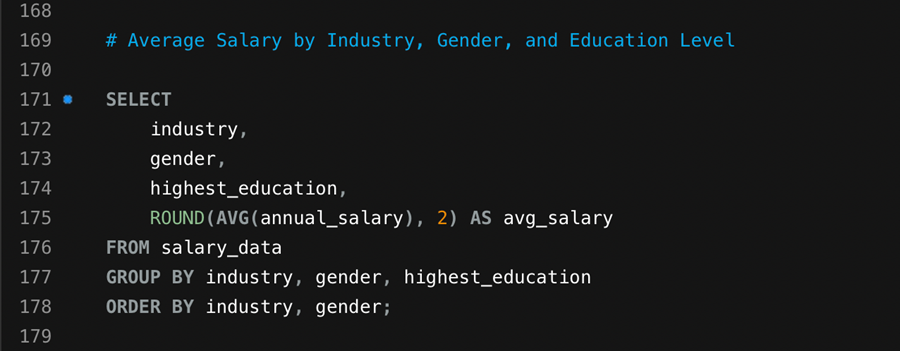 168
169 # Average Salary by Industry, Gender, and Education Level
170
171 SELECT
172 industry,
173 gender,
174 highest_education,
175 ROUND(AVG(annual_salary), 2) AS avg_salary
176 FROM salary_data
177 GROUP BY industry, gender, highest_education
178 ORDER BY industry, gender;
179